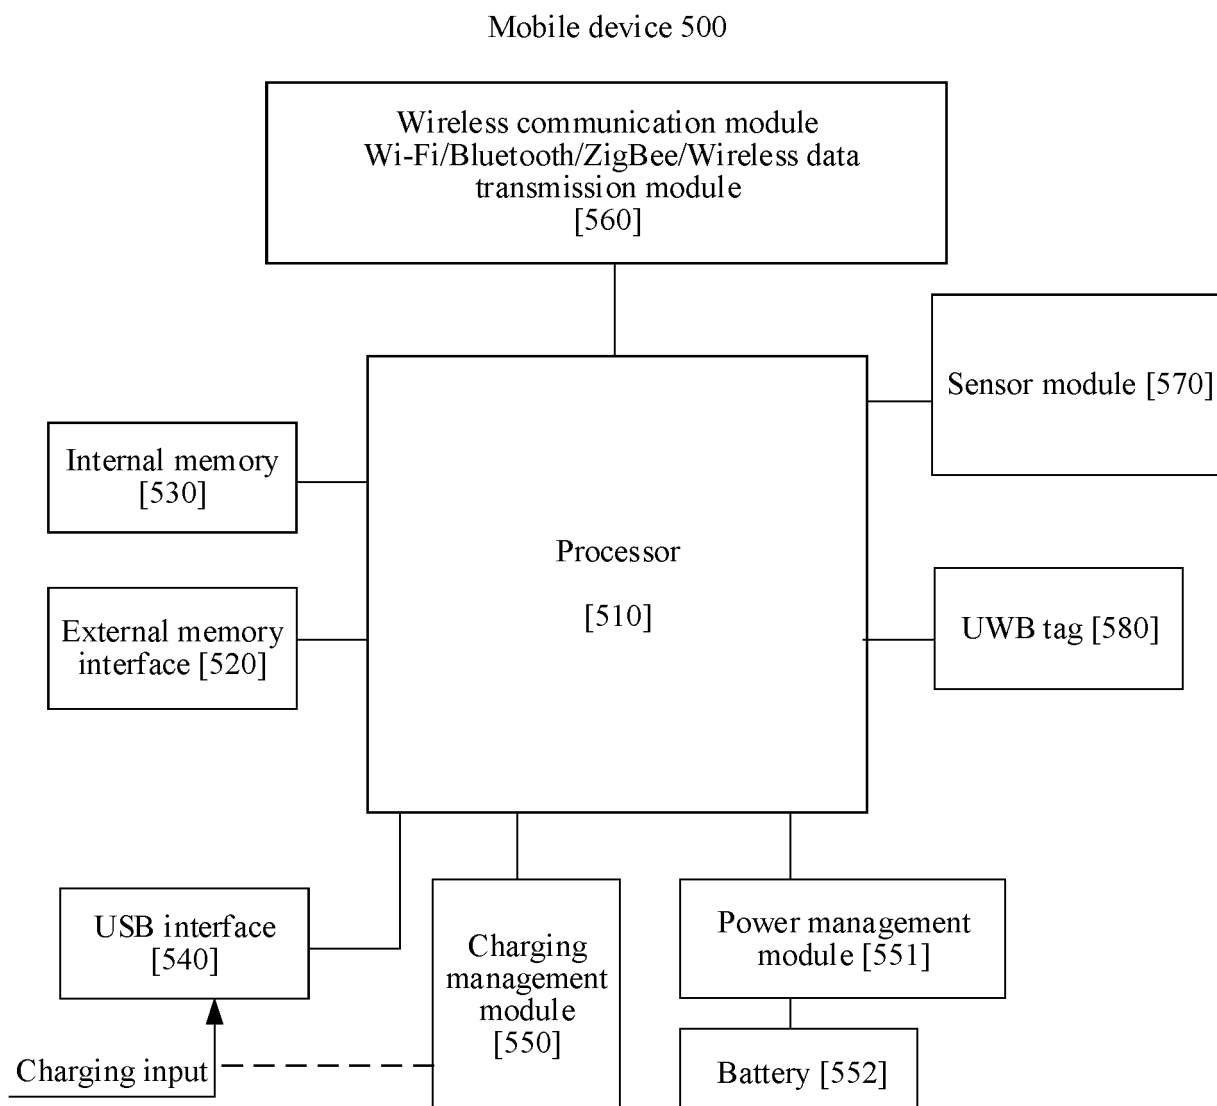 Mobile device 500
Wireless communication module
Wi-Fi/Bluetooth/ZigBee/Wireless data
transmission module
[560]
Sensor module [570]
Internal memory
[530]
Processor
[510]
External memory
interface [520]
UWB tag [580]
USB interface
[540]
Charging
management
module
[550]
Power management
module [551]
Charging input
Battery [552]